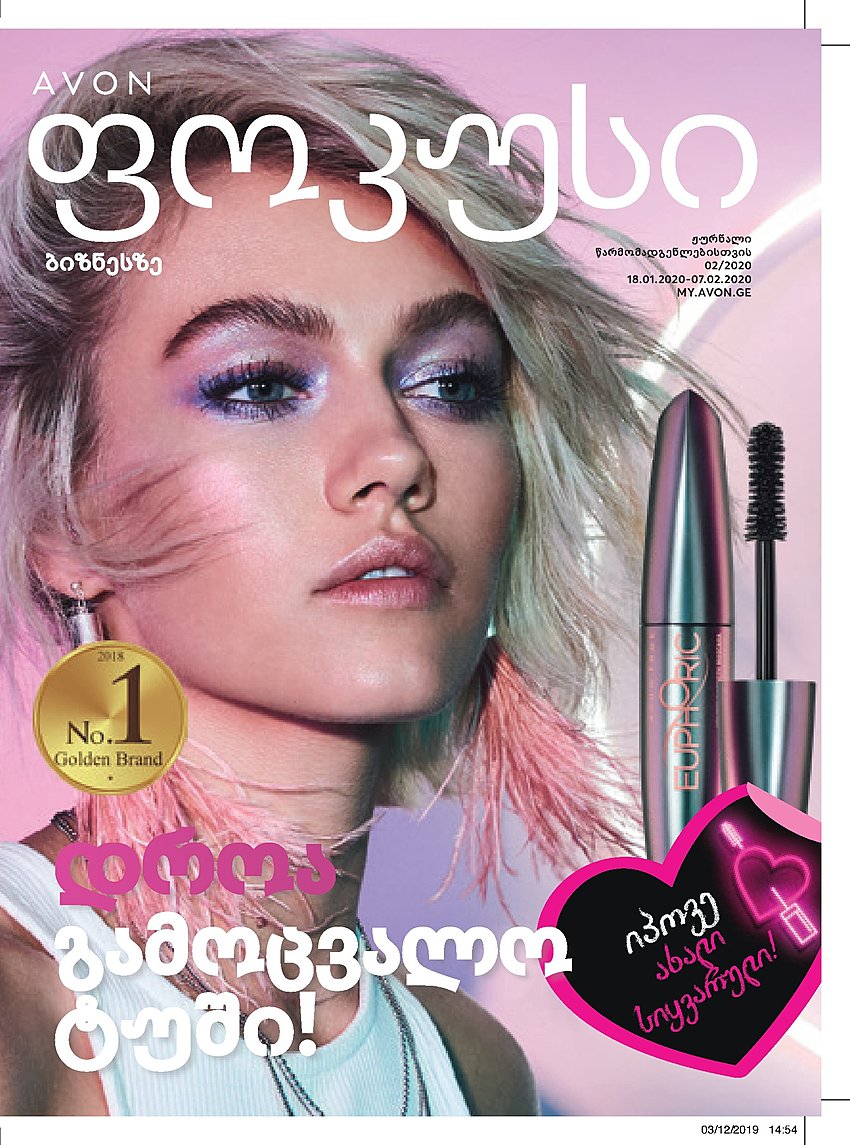 AVON
ფოკუსი
ბიზნესზე
ჟურნალი
წარმომადგენლებისთვის
02/2020
18.01.2020-07.02.2020
MY.AVON.GE
EUPHORIC
2018
No.1
Golden Brand
დროა
გამოცვალო
ტუში!
იპოვე
ახალი
სიყვარული!
03/12/2019 14:54